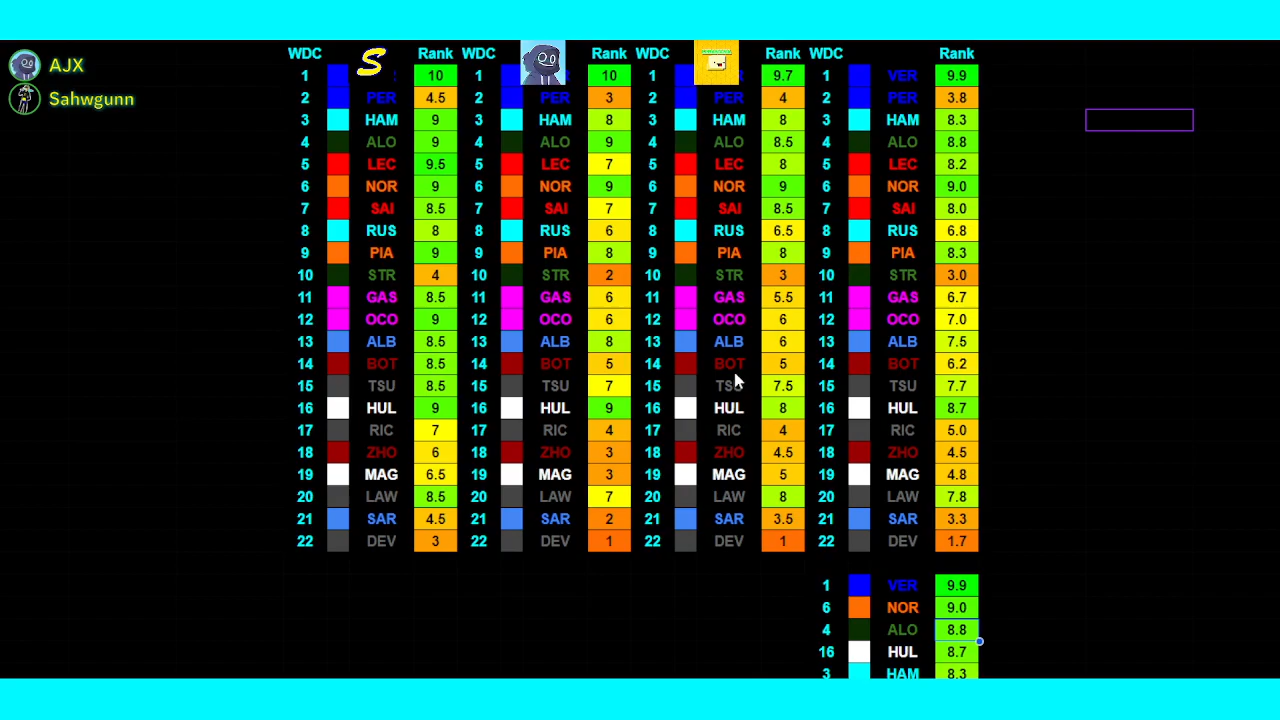 AJX
Sahwgunn
WDC S Rank WDC Rank WDC Rank WDC Rank
1 10 1 10 1 9.7 1 VER 9.9
2 PER 4.5 2 PER 3 2 PER 4 2 PER 3.8
3 HAM 9 3 HAM 8 3 HAM 8 3 HAM 8.3
4 ALO 9 4 ALO 9 4 ALO 8.5 4 ALO 8.8
5 LEC 9.5 5 LEC 7 5 LEC 8 5 LEC 8.2
6 NOR 9 6 NOR 9 6 NOR 9 6 NOR 9.0
7 SAI 8.5 7 SAI 7 7 SAI 8.5 7 SAI 8.0
8 RUS 8 8 RUS 6 8 RUS 6.5 8 RUS 6.8
9 PIA 9 9 PIA 8 9 PIA 8 9 PIA 8.3
10 STR 4 10 STR 2 10 STR 3 10 STR 3.0
11 GAS 8.5 11 GAS 6 11 GAS 5.5 11 GAS 6.7
12 OCO 9 12 OCO 6 12 OCO 6 12 OCO 7.0
13 ALB 8.5 13 ALB 8 13 ALB 6 13 ALB 7.5
14 BOT 8.5 14 BOT 5 14 BOT 5 14 BOT 6.2
15 TSU 8.5 15 TSU 7 15 TSU 7.5 15 TSU 7.7
16 HUL 9 16 HUL 9 16 HUL 8 16 HUL 8.7
17 RIC 7 17 RIC 4 17 RIC 4 17 RIC 5.0
18 ZHO 6 18 ZHO 3 18 ZHO 4.5 18 ZHO 4.5
19 MAG 6.5 19 MAG 3 19 MAG 5 19 MAG 4.8
20 LAW 8.5 20 LAW 7 20 LAW 8 20 LAW 7.8
21 SAR 4.5 21 SAR 2 21 SAR 3.5 21 SAR 3.3
22 DEV 3 22 DEV 1 22 DEV 1 22 DEV 1.7
1 VER 9.9
6 NOR 9.0
4 ALO 8.8
16 HUL 8.7
3 HAM 8.3